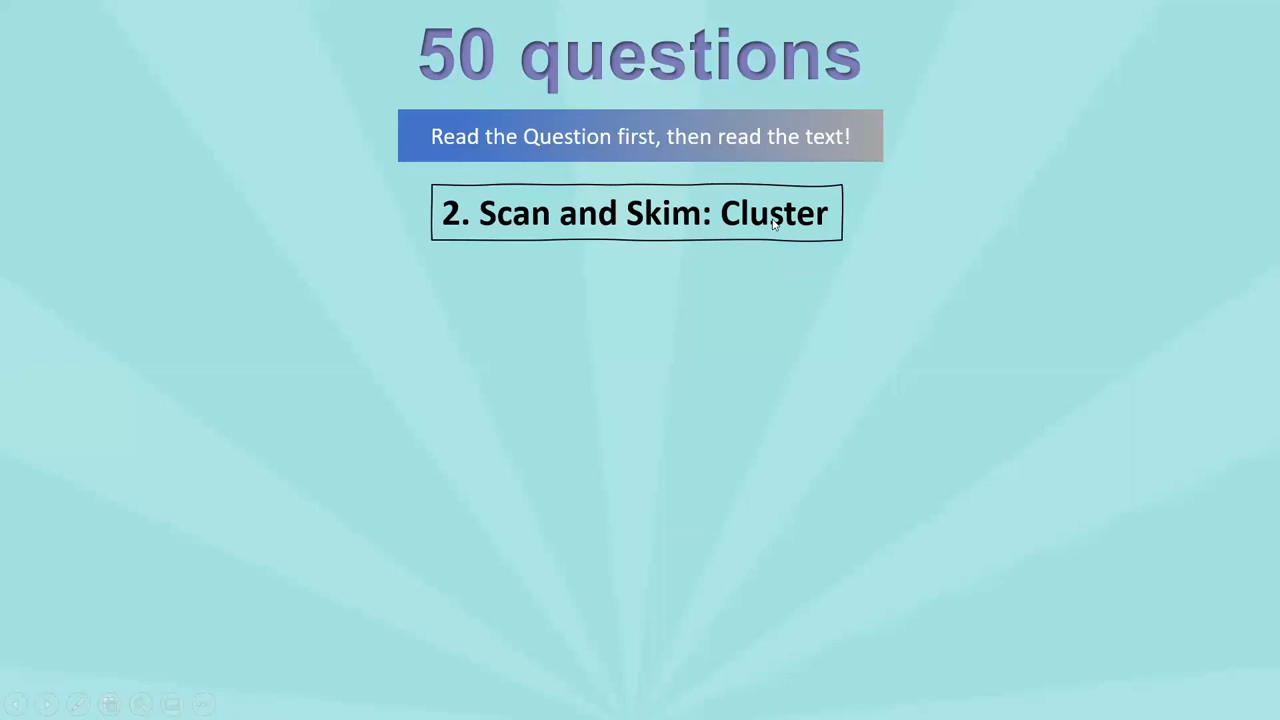 50 questions
Read the Question first, then read the text!
2. Scan and Skim: Cluster